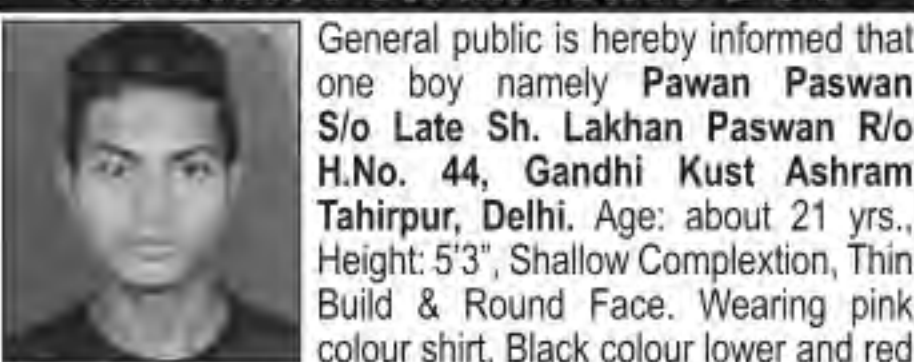 General public is hereby informed that
one boy namely Pawan Paswan
S/o Late Sh. Lakhan Paswan R/o
H.No. 44, Gandhi Kust Ashram
Tahirpur, Delhi. Age: about 21 yrs.,
Height: 5'3", Shallow Complextion, Thin
Build & Round Face. Wearing pink
colour shirt, Black colour lower and red